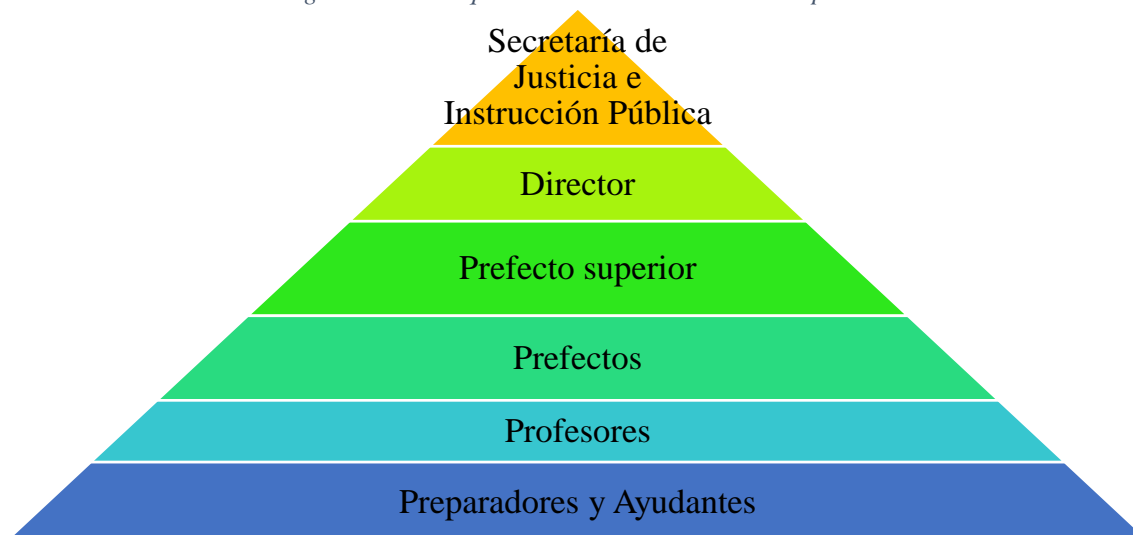 Secretaría de
Justicia e
Instrucción Pública
Director
Prefecto superior
Prefectos
Profesores
Preparadores y Ayudantes